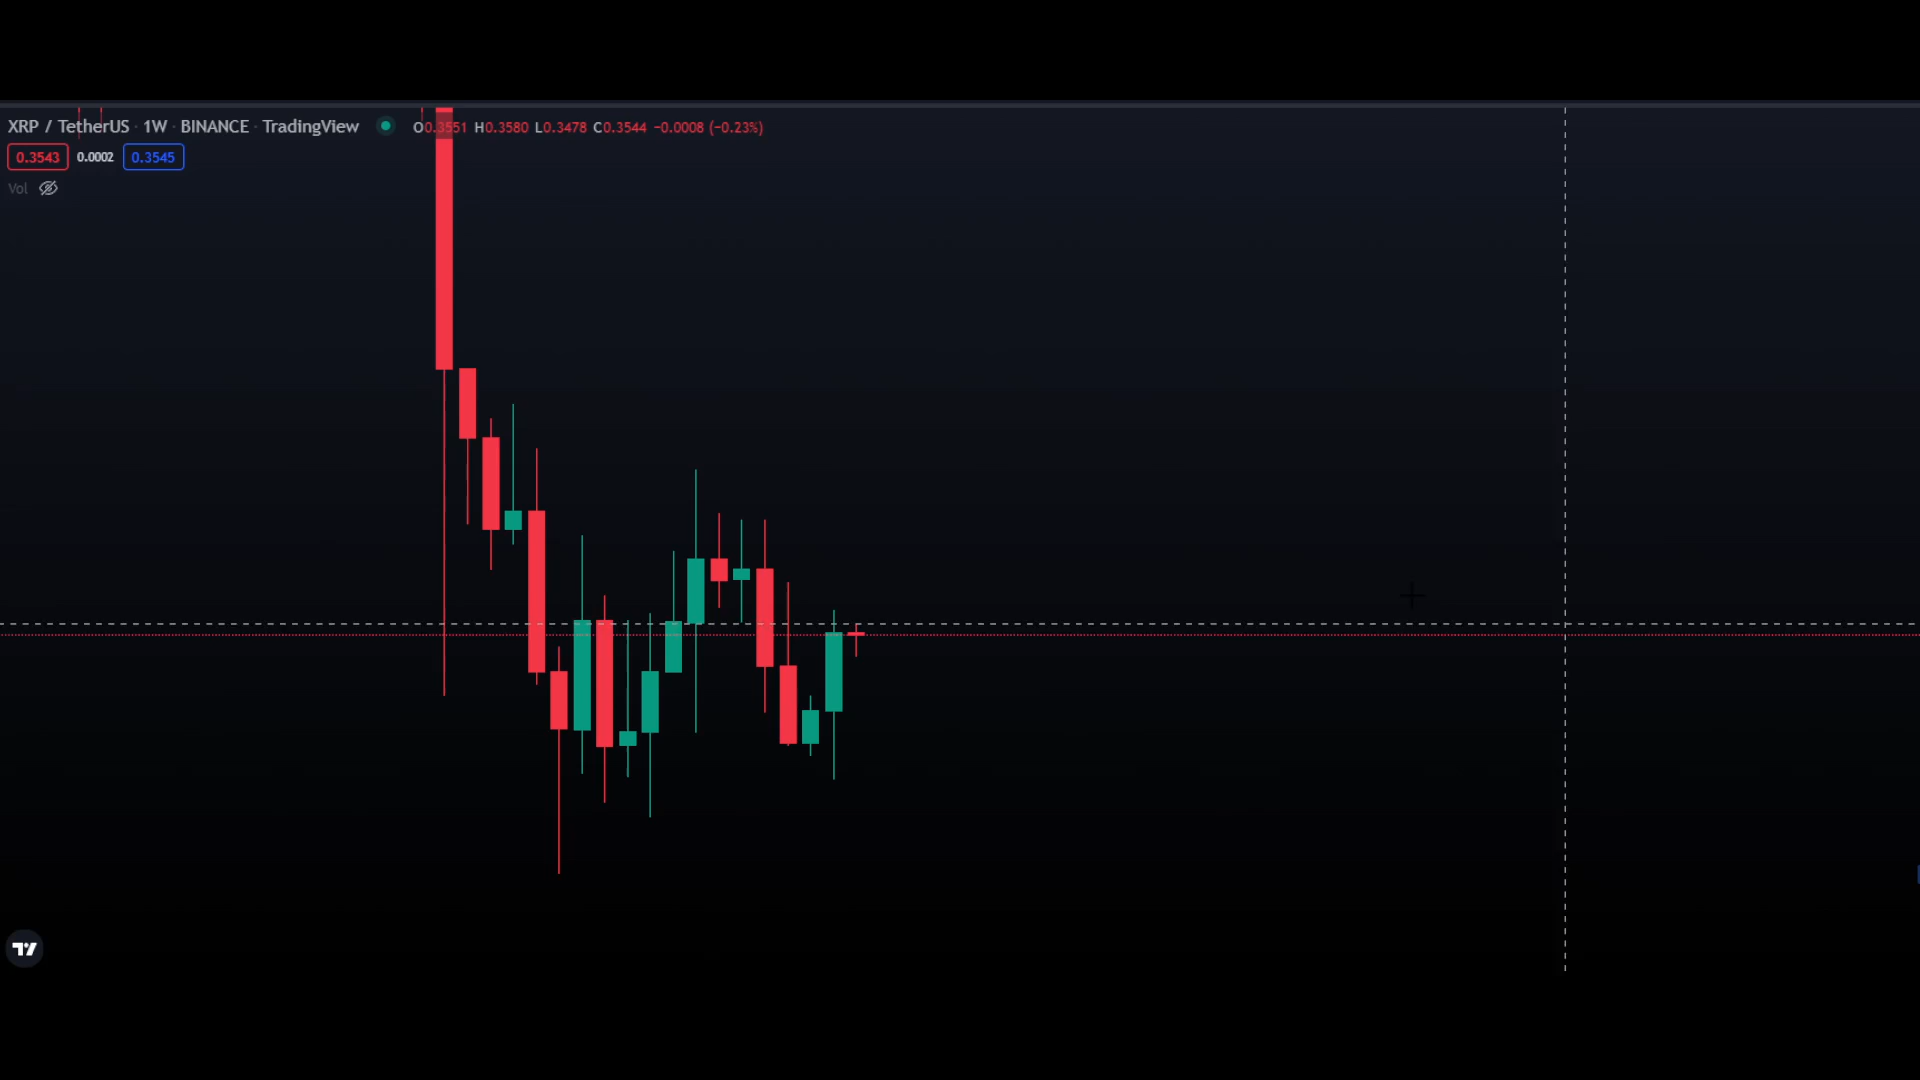 XRP / TetherUS · 1W · BINANCE · TradingView O0.3551 H0.3580 L0.3478 C0.3544 −0.0008 (−0.23%)
0.3543 0.0002 0.3545
Vol